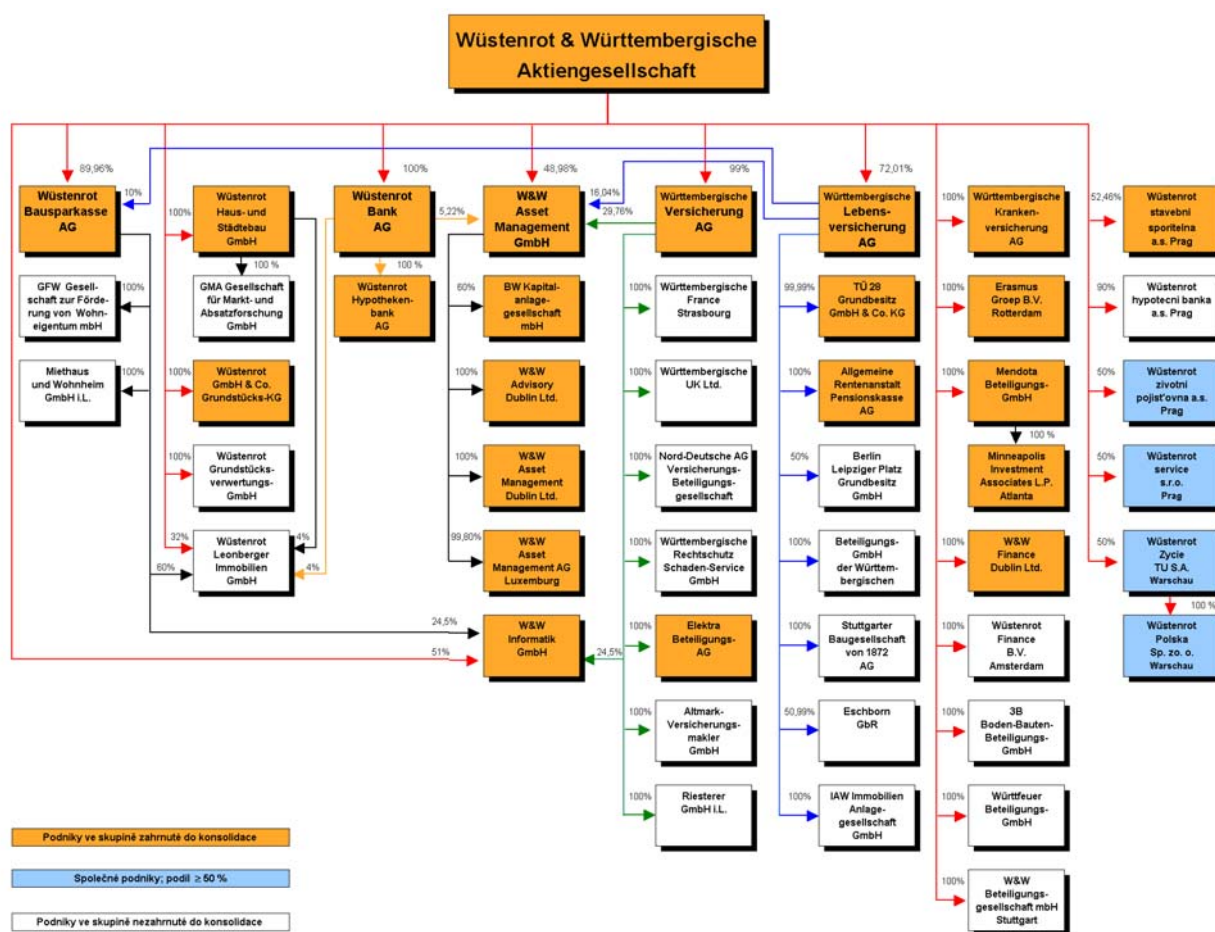 Wüstenrot & Württembergische
Aktiengesellschaft
89,96%
100%
48,98%
99%
72,01%
Wüstenrot
Bausparkasse
AG
10%
100%
Wüstenrot
Haus- und
Städtebau
GmbH
Wüstenrot
Bank
AG
5,22%
W&W
Asset
Management
GmbH
16,04%
29,76%
Württembergische
Versicherung
AG
Württembergische
Lebens-
versicherung
AG
100%
Württembergische
Kranken-
versicherung
AG
52,46%
Wüstenrot
stavebni
sporitelna
a.s. Prag
100 %
100 %
GFW Gesell-
schaft zur Förde-
rung von Wohn-
eigentum mbH
100%
GMA Gesellschaft
für Markt- und
Absatzforschung
GmbH
Wüstenrot
Hypotheken-
bank
AG
60%
BW Kapital-
anlage-
gesellschaft
mbH
100%
Württembergische
France
Strasbourg
99,99%
TÜ 28
Grundbesitz
GmbH & Co. KG
100%
Erasmus
Groep B.V.
Rotterdam
90%
Wüstenrot
hypotecni banka
a.s. Prag
Miethaus
und Wohnheim
GmbH i.L.
100%
100%
Wüstenrot
GmbH & Co.
Grundstücks-KG
100%
W&W
Advisory
Dublin Ltd.
100%
Württembergische
UK Ltd.
100%
Allgemeine
Rentenanstalt
Pensionskasse
AG
100%
Mendota
Beteiligungs-
GmbH
50%
Wüstenrot
zivotni
pojist'ovna a.s.
Prag
100 %
100%
Wüstenrot
Grundstücks-
verwertungs-
GmbH
100%
W&W
Asset
Management
Dublin Ltd.
100%
Nord-Deutsche AG
Versicherungs-
Beteiligungs-
gesellschaft
50%
Berlin
Leipziger Platz
Grundbesitz
GmbH
Minneapolis
Investment
Associates L.P.
Atlanta
50%
Wüstenrot
service
s.r.o.
Prag
32%
60%
Wüstenrot
Leonberger
Immobilien
GmbH
4%
4%
99,80%
W&W
Asset
Management AG
Luxemburg
100%
Württembergische
Rechtschutz
Schaden-Service
GmbH
100%
Beteiligungs-
GmbH
der Württem-
bergischen
100%
W&W
Finance
Dublin Ltd.
50%
Wüstenrot
Zycie
TU S.A.
Warschau
100 %
24,5%
51%
W&W
Informatik
GmbH
24,5%
100%
Elektra
Beteiligungs-
AG
100%
Stuttgarter
Baugesellschaft
von 1872
AG
100%
Wüstenrot
Finance
B.V.
Amsterdam
Wüstenrot
Polska
Sp. zo. o.
Warschau
100%
Altmark-
Versicherungs-
makler
GmbH
50,99%
Eschborn
GbR
100%
3B
Boden-Bauten-
Beteiligungs-
GmbH
100%
Riesterer
GmbH i.L.
100%
IAW Immobilien
Anlage-
gesellschaft
GmbH
100%
Württfeuer
Beteiligungs-
GmbH
100%
W&W
Beteiligungs-
gesellschaft mbH
Stuttgart
Podniky ve skupině zahrnuté do konsolidace
Společné podniky; podíl ≥ 50 %
Podniky ve skupině nezahrnuté do konsolidace